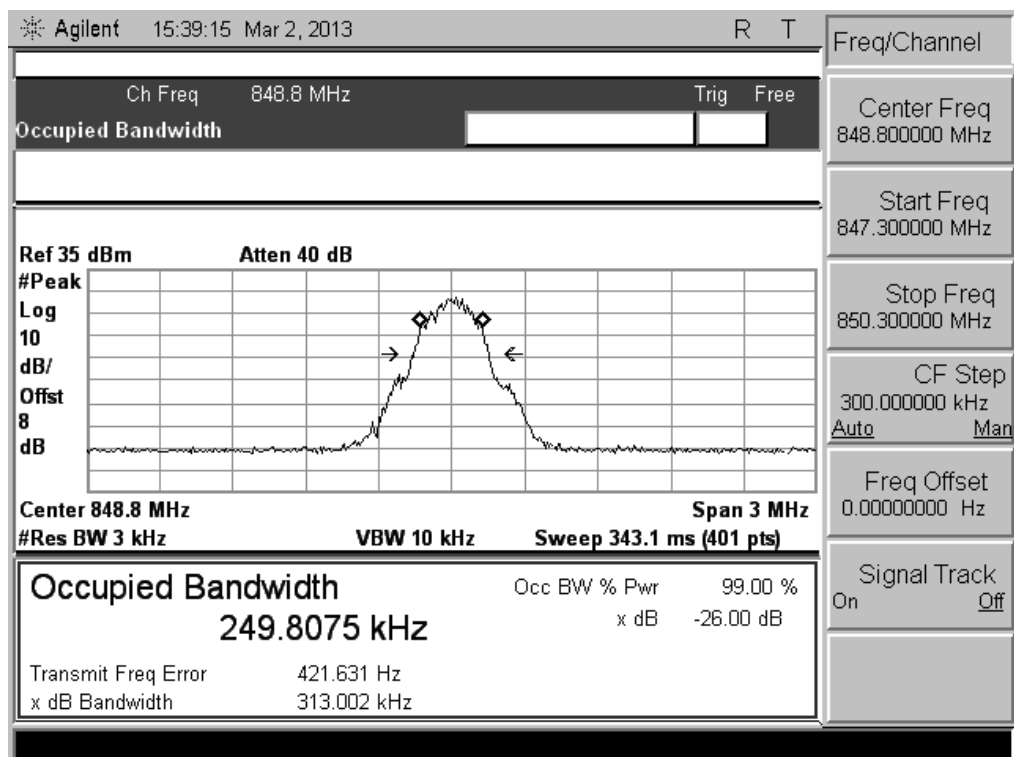 Agilent 15:39:15 Mar 2, 2013 R T
Ch Freq 848.8 MHz Trig Free
Occupied Bandwidth
Ref 35 dBm Atten 40 dB
#Peak
Log
10
dB/
Offst
8
dB
Center 848.8 MHz Span 3 MHz
#Res BW 3 kHz VBW 10 kHz Sweep 343.1 ms (401 pts)
Occupied Bandwidth Occ BW % Pwr 99.00 %
249.8075 kHz x dB -26.00 dB
Transmit Freq Error 421.631 Hz
x dB Bandwidth 313.002 kHz
Freq/Channel
Center Freq
848.800000 MHz
Start Freq
847.300000 MHz
Stop Freq
850.300000 MHz
CF Step
300.000000 kHz
Auto Man
Freq Offset
0.00000000 Hz
Signal Track
On Off